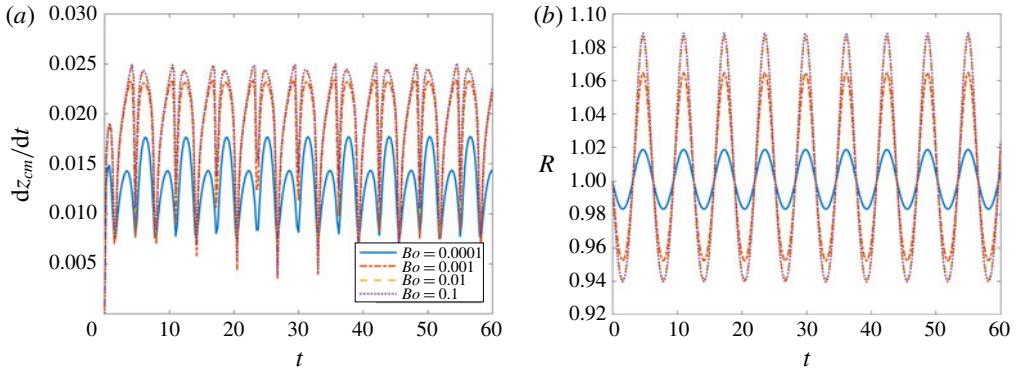 (a)
0.030
0.025
0.020
0.015
0.010
0.005
dz_cm/dt
Bo = 0.0001
Bo = 0.001
Bo = 0.01
Bo = 0.1
0 10 20 30 40 50 60
t
(b)
1.10
1.08
1.06
1.04
1.02
1.00
0.98
0.96
0.94
0.92
R
0 10 20 30 40 50 60
t